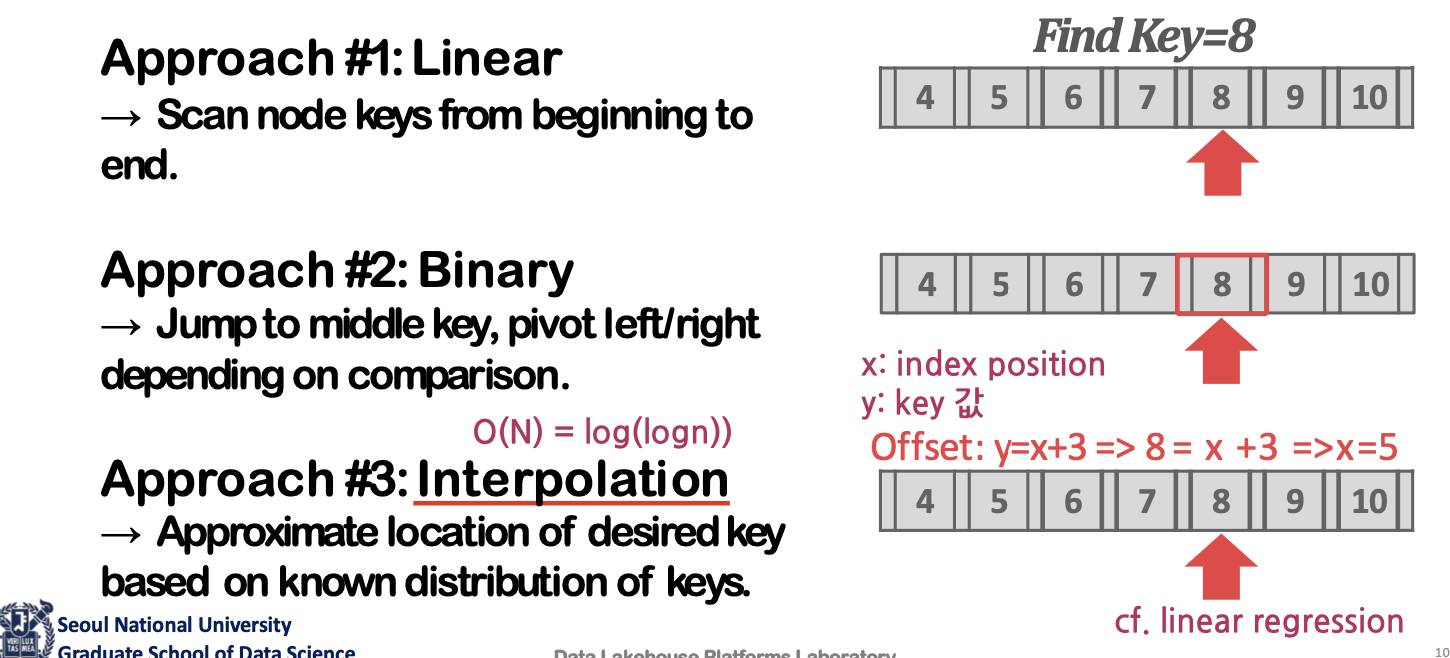 Find Key=8
Approach #1: Linear
→ Scan node keys from beginning to
end.
4 5 6 7 8 9 10
Approach #2: Binary
→ Jump to middle key, pivot left/right
depending on comparison.
4 5 6 7 8 9 10
x: index position
y: key 값
O(N) = log(logn))
Offset: y=x+3 => 8 = x +3 =>x=5
Approach #3: Interpolation
→ Approximate location of desired key
based on known distribution of keys.
4 5 6 7 8 9 10
cf. linear regression
Seoul National University
Graduate School of Data Science
Data Lakehouse Platforms Laboratory
10